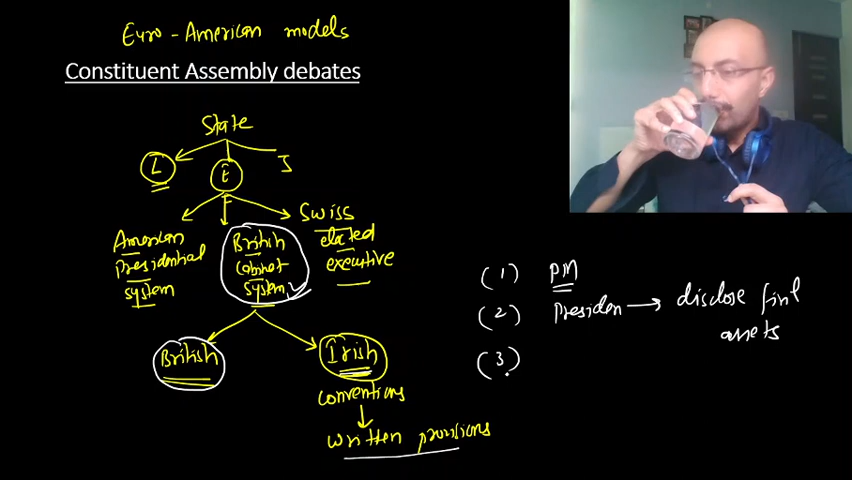 Euro-American models
Constituent Assembly debates
State
L
E
J
American
Presidential
system
British
cabinet
system
Swiss
elected
executive
British
Irish
conventions
written provisions
(1) PM
(2) Presiden → disclose finl
assets
(3)